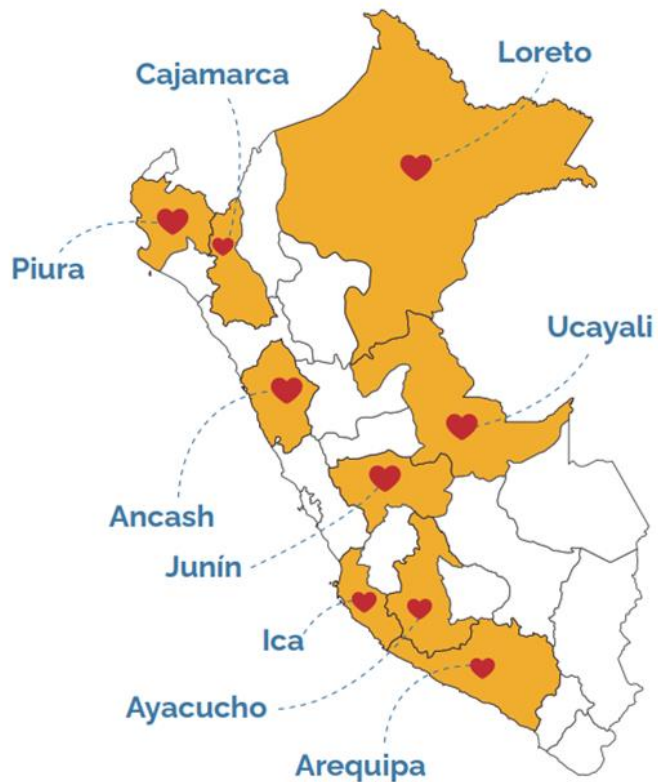 Loreto
Cajamarca
Piura
Ucayali
Ancash
Junín
Ica
Ayacucho
Arequipa